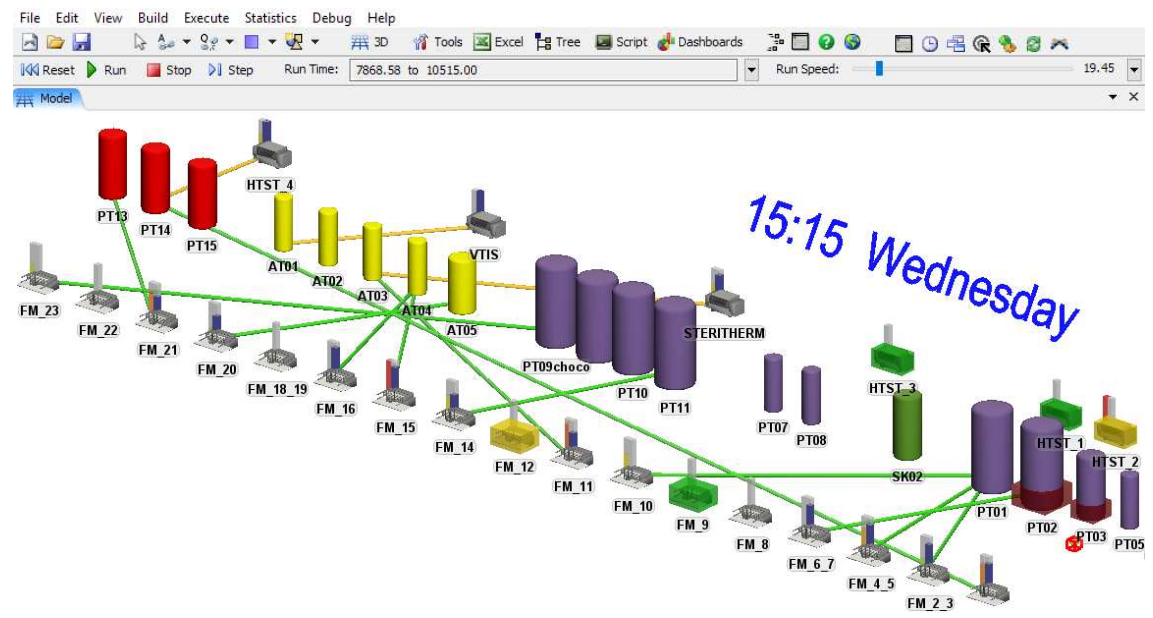 File Edit View Build Execute Statistics Debug Help
3D Tools Excel Tree Script Dashboards
Reset Run Stop Step Run Time: 7868.58 to 10515.00 Run Speed: 19.45
Model
HTST_4
PT13
PT14
PT15
15:15 Wednesday
VTIS
AT01
AT02
AT03
AT04
AT05
FM_23
FM_22
FM_21
FM_20
FM_18_19
FM_16
FM_15
FM_14
FM_12
FM_11
FM_10
FM_9
FM_8
FM_6_7
FM_4_5
FM_2_3
STERITHERM
PT09choco
PT10
PT11
PT07
PT08
HTST_3
SK02
HTST_1
HTST_2
PT01
PT02
PT03
PT05